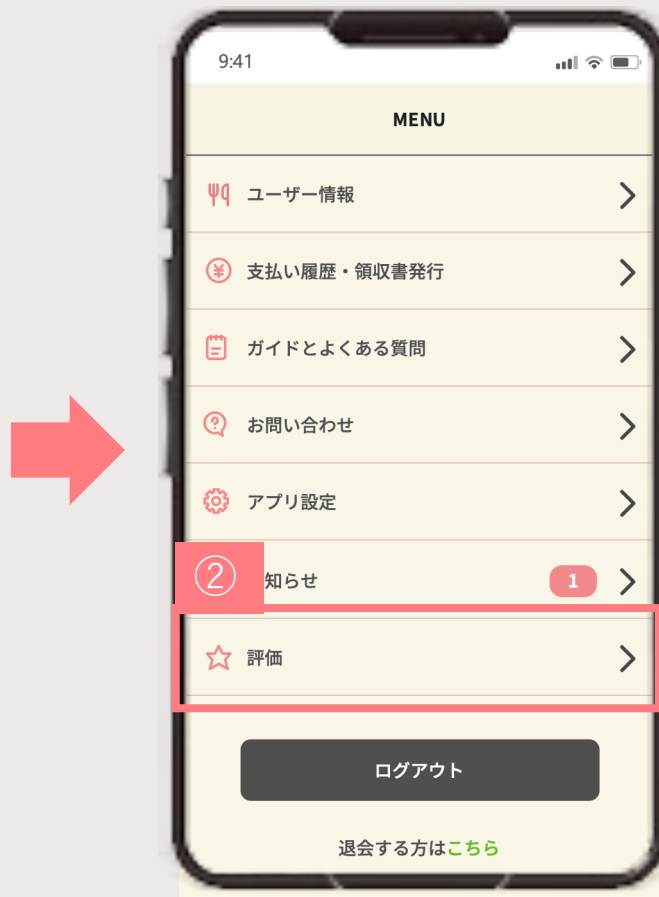 9:41
MENU
ユーザー情報
支払い履歴・領収書発行
ガイドとよくある質問
お問い合わせ
アプリ設定
② 知らせ 1
評価
ログアウト
退会する方はこちら